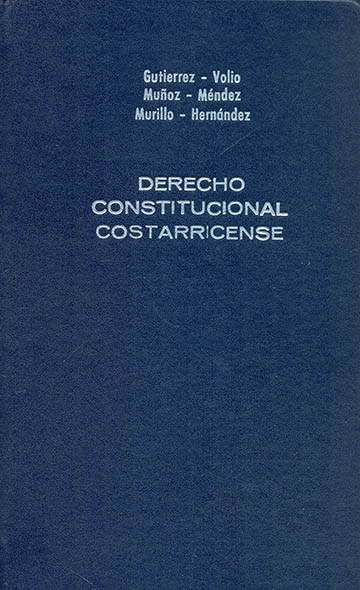 Gutierrez - Volio
Muñoz - Méndez
Murillo - Hernández
DERECHO
CONSTITUCIONAL
COSTARRICENSE